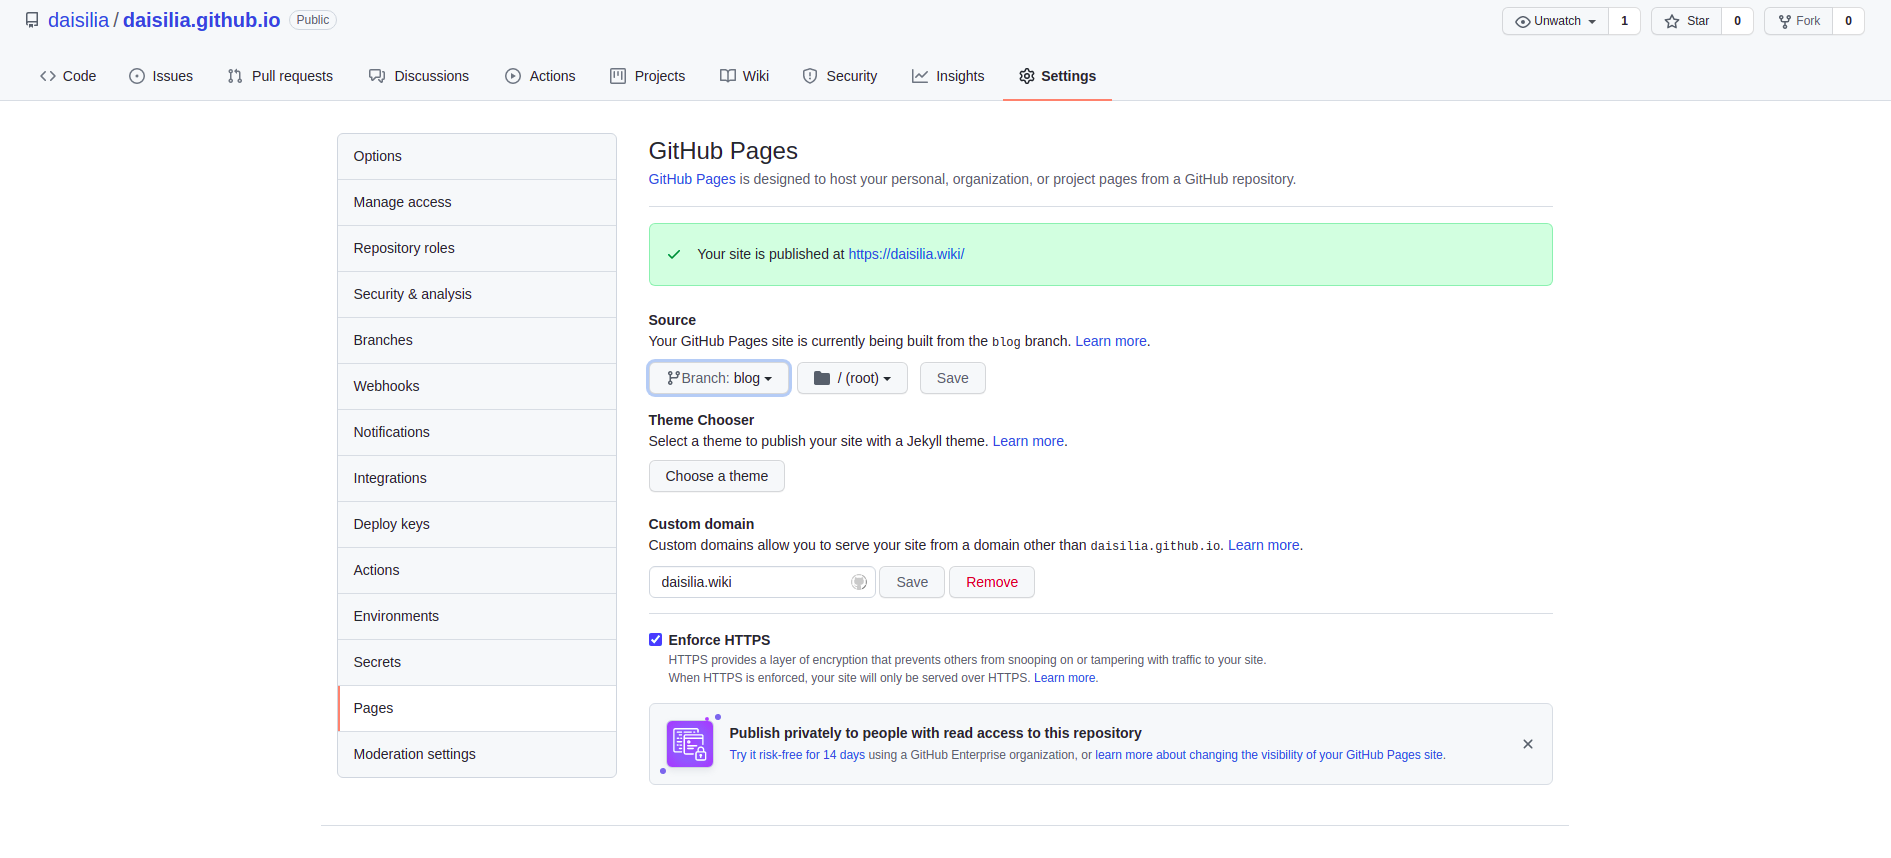 daisilia / daisilia.github.io Public
Unwatch 1 Star 0 Fork 0
Code Issues Pull requests Discussions Actions Projects Wiki Security Insights Settings
Options
Manage access
Repository roles
Security & analysis
Branches
Webhooks
Notifications
Integrations
Deploy keys
Actions
Environments
Secrets
Pages
Moderation settings
GitHub Pages
GitHub Pages is designed to host your personal, organization, or project pages from a GitHub repository.
Your site is published at https://daisilia.wiki/
Source
Your GitHub Pages site is currently being built from the blog branch. Learn more.
Branch: blog / (root) Save
Theme Chooser
Select a theme to publish your site with a Jekyll theme. Learn more.
Choose a theme
Custom domain
Custom domains allow you to serve your site from a domain other than daisilia.github.io. Learn more.
daisilia.wiki Save Remove
Enforce HTTPS
HTTPS provides a layer of encryption that prevents others from snooping on or tampering with traffic to your site.
When HTTPS is enforced, your site will only be served over HTTPS. Learn more.
Publish privately to people with read access to this repository
Try it risk-free for 14 days using a GitHub Enterprise organization, or learn more about changing the visibility of your GitHub Pages site.